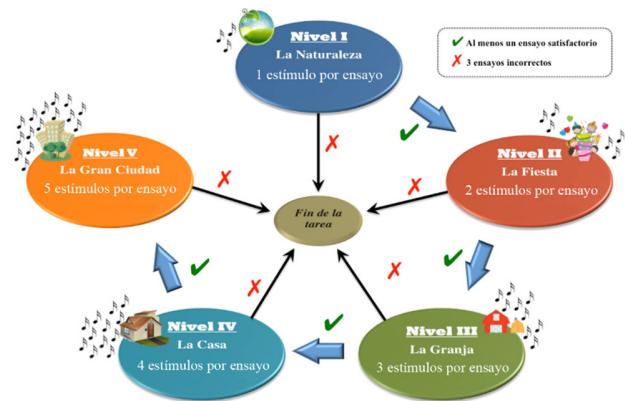 Nivel I
La Naturaleza
1 estímulo por ensayo
Al menos un ensayo satisfactorio
3 ensayos incorrectos
Nivel II
La Fiesta
2 estímulos por ensayo
Nivel V
La Gran Ciudad
5 estímulos por ensayo
Fin de la
tarea
Nivel IV
La Casa
4 estímulos por ensayo
Nivel III
La Granja
3 estímulos por ensayo